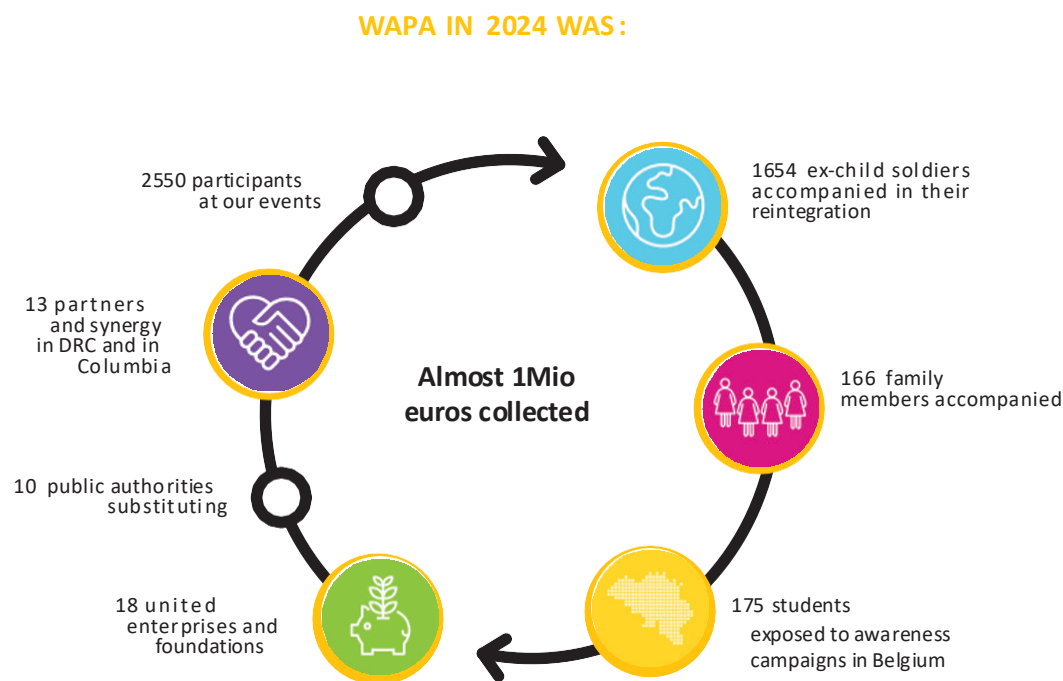 WAPA IN 2024 WAS:
2550 participants
at our events
1654 ex-child soldiers
accompanied in their
reintegration
13 partners
and synergy
in DRC and in
Columbia
Almost 1Mio
euros collected
166 family
members accompanied
10 public authorities
substituting
18 united
enterprises and
foundations
175 students
exposed to awareness
campaigns in Belgium